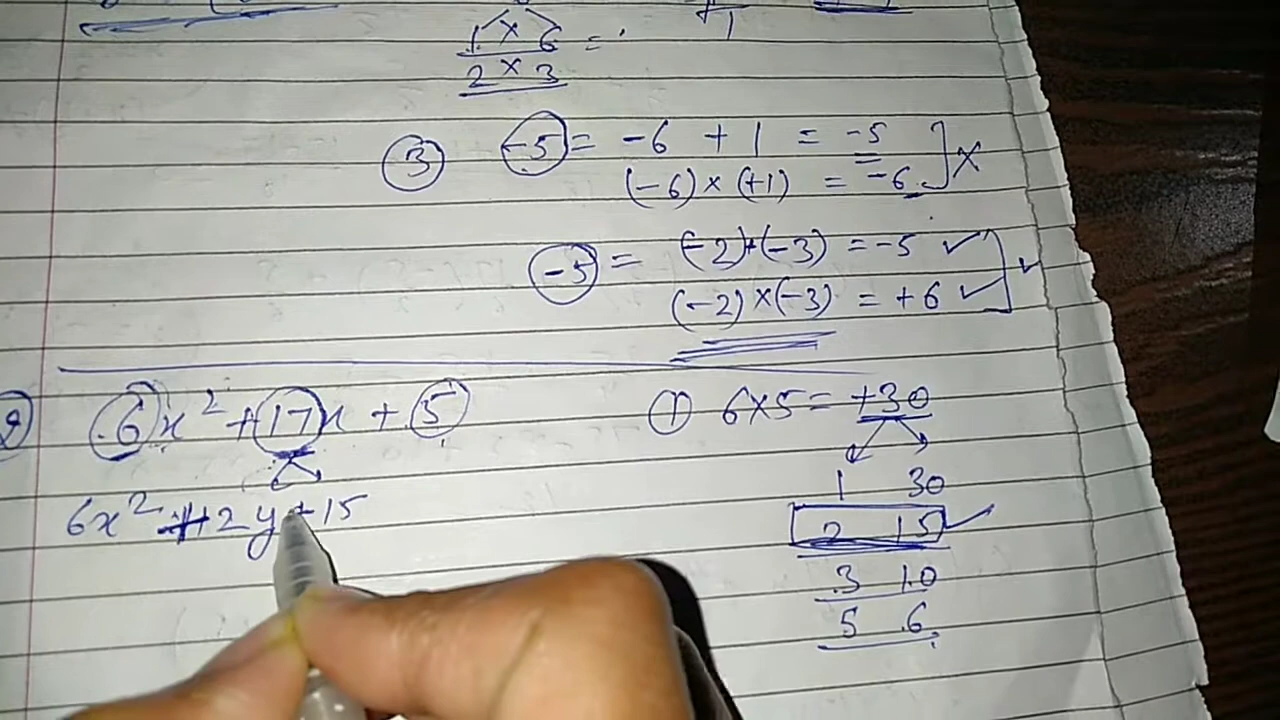 1 × 6 =
2 × 3
③ -5 = -6 + 1 = -5
(-6) × (+1) = -6 ×
-5 = (-2)+(-3) = -5 ✓
(-2) × (-3) = +6 ✓ ✓
6x² + 17x + 5
① 6×5 = +30
1 30
2 15 ✓
3 10
5 6
6x² + 2y + 15